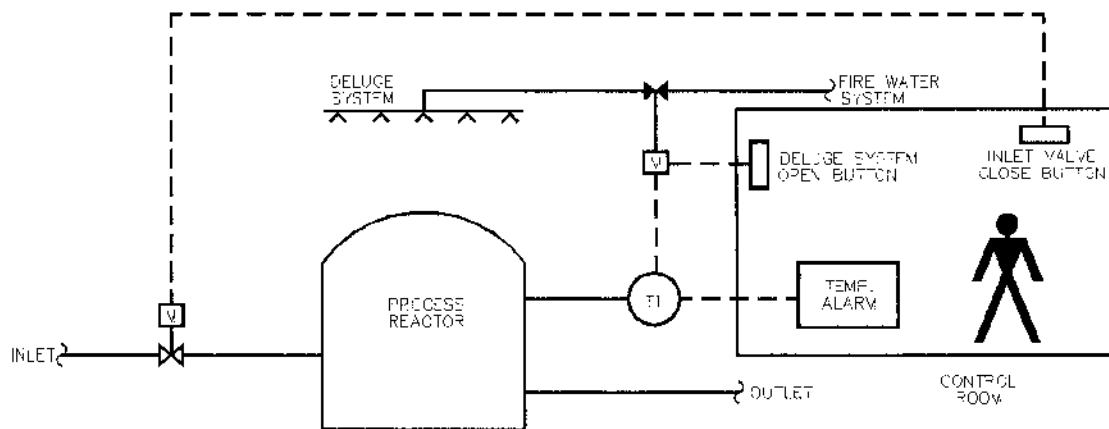 DELUGE
SYSTEM
FIRE WATER
SYSTEM
M
DELUGE SYSTEM
OPEN BUTTON
INLET VALVE
CLOSE BUTTON
PROCESS
REACTOR
T1
TEMP.
ALARM
M
INLET
OUTLET
CONTROL
ROOM